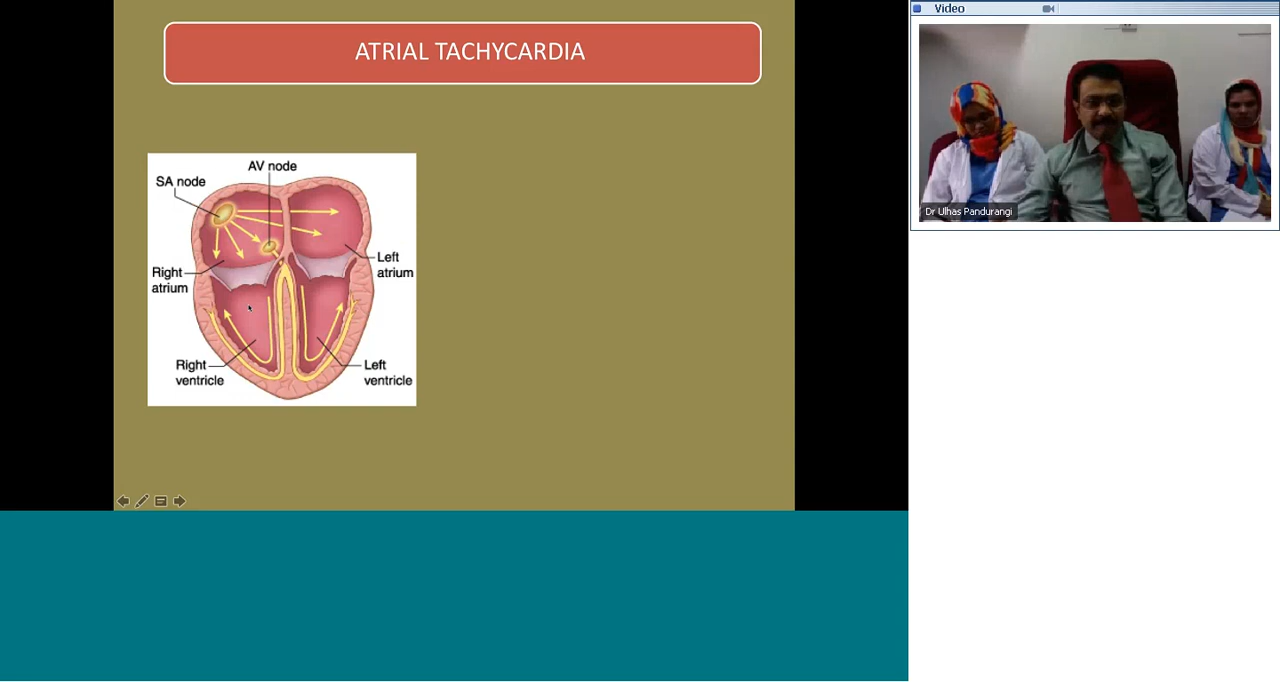 ATRIAL TACHYCARDIA
AV node
SA node
Left
atrium
Right
atrium
Right
ventricle
Left
ventricle
Video
Dr Ulhas Pandurangi